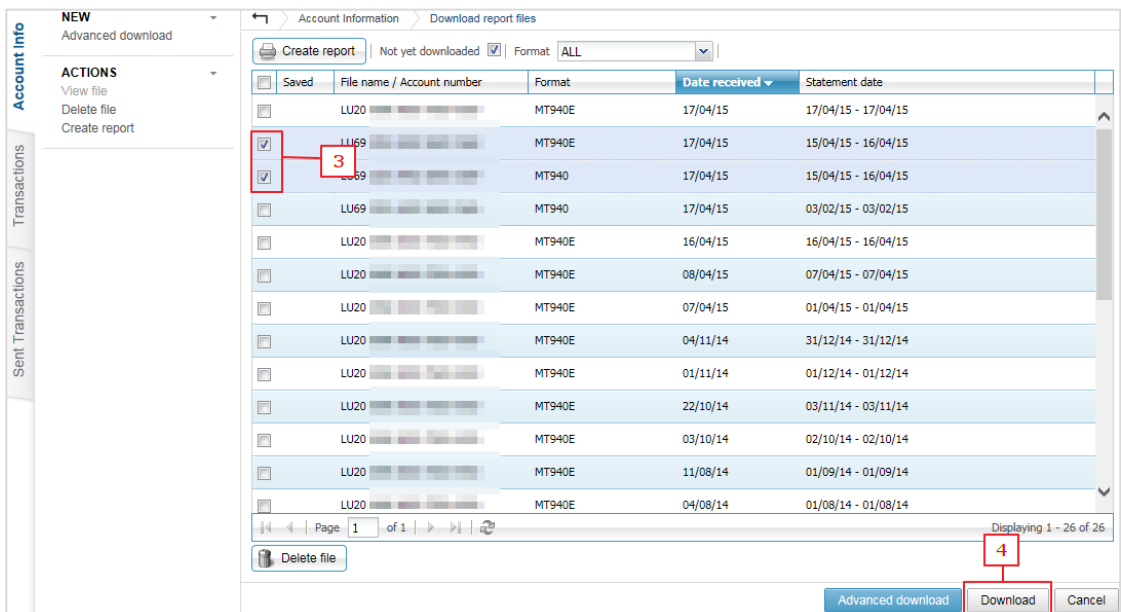 Account Info
Transactions
Sent Transactions
NEW
Advanced download
ACTIONS
View file
Delete file
Create report
Account Information Download report files
Create report Not yet downloaded Format ALL
Saved File name / Account number Format Date received Statement date
LU20 MT940E 17/04/15 17/04/15 - 17/04/15
LU69 MT940E 17/04/15 15/04/15 - 16/04/15
3
LU69 MT940 17/04/15 15/04/15 - 16/04/15
LU69 MT940 17/04/15 03/02/15 - 03/02/15
LU20 MT940E 16/04/15 16/04/15 - 16/04/15
LU20 MT940E 08/04/15 07/04/15 - 07/04/15
LU20 MT940E 07/04/15 01/04/15 - 01/04/15
LU20 MT940E 04/11/14 31/12/14 - 31/12/14
LU20 MT940E 01/11/14 01/12/14 - 01/12/14
LU20 MT940E 22/10/14 03/11/14 - 03/11/14
LU20 MT940E 03/10/14 02/10/14 - 02/10/14
LU20 MT940E 11/08/14 01/09/14 - 01/09/14
LU20 MT940E 04/08/14 01/08/14 - 01/08/14
Page 1 of 1 Displaying 1 - 26 of 26
Delete file
4
Advanced download Download Cancel